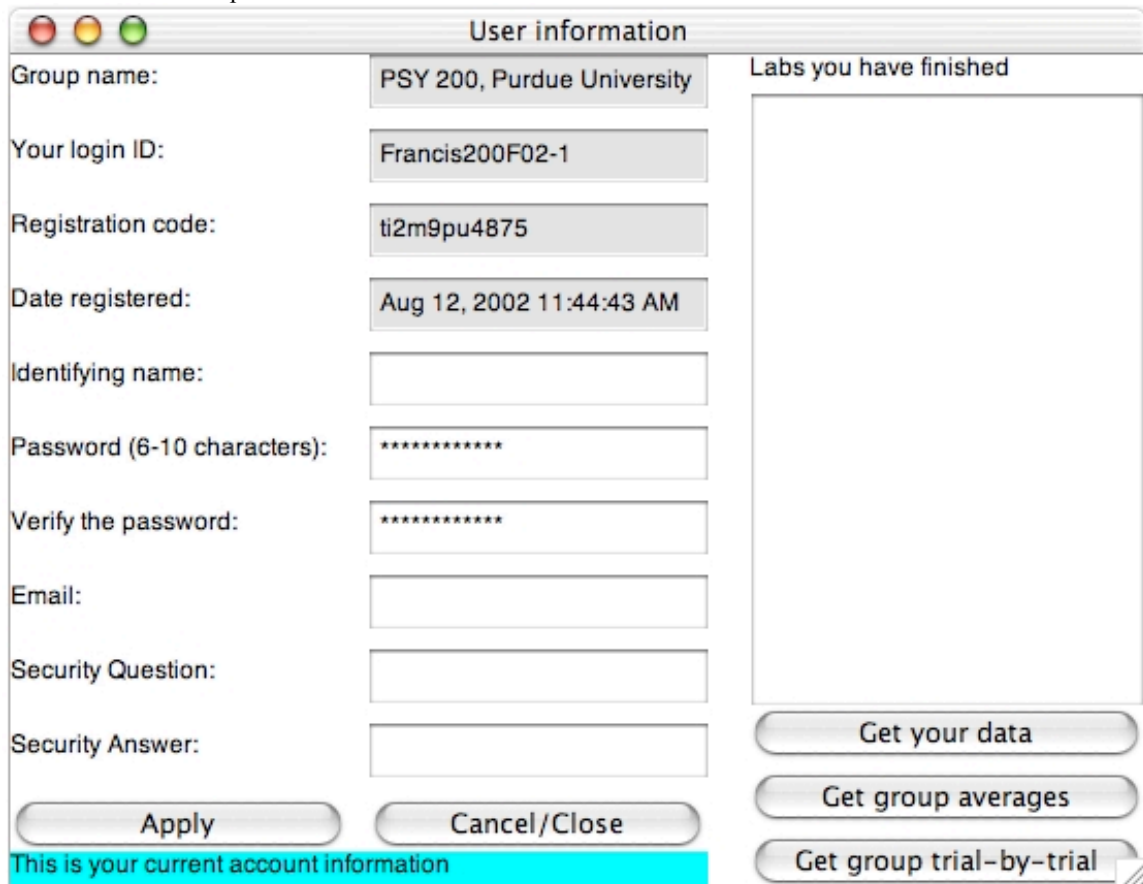 User information
Group name: PSY 200, Purdue University
Your login ID: Francis200F02-1
Registration code: ti2m9pu4875
Date registered: Aug 12, 2002 11:44:43 AM
Identifying name:
Password (6-10 characters): ************
Verify the password: ************
Email:
Security Question:
Security Answer:
Apply Cancel/Close
This is your current account information
Labs you have finished
Get your data
Get group averages
Get group trial-by-trial